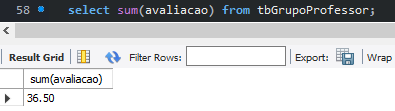 58 select sum(avaliacao) from tbGrupoProfessor;
Result Grid Filter Rows: Export: Wrap
sum(avaliacao)
36.50